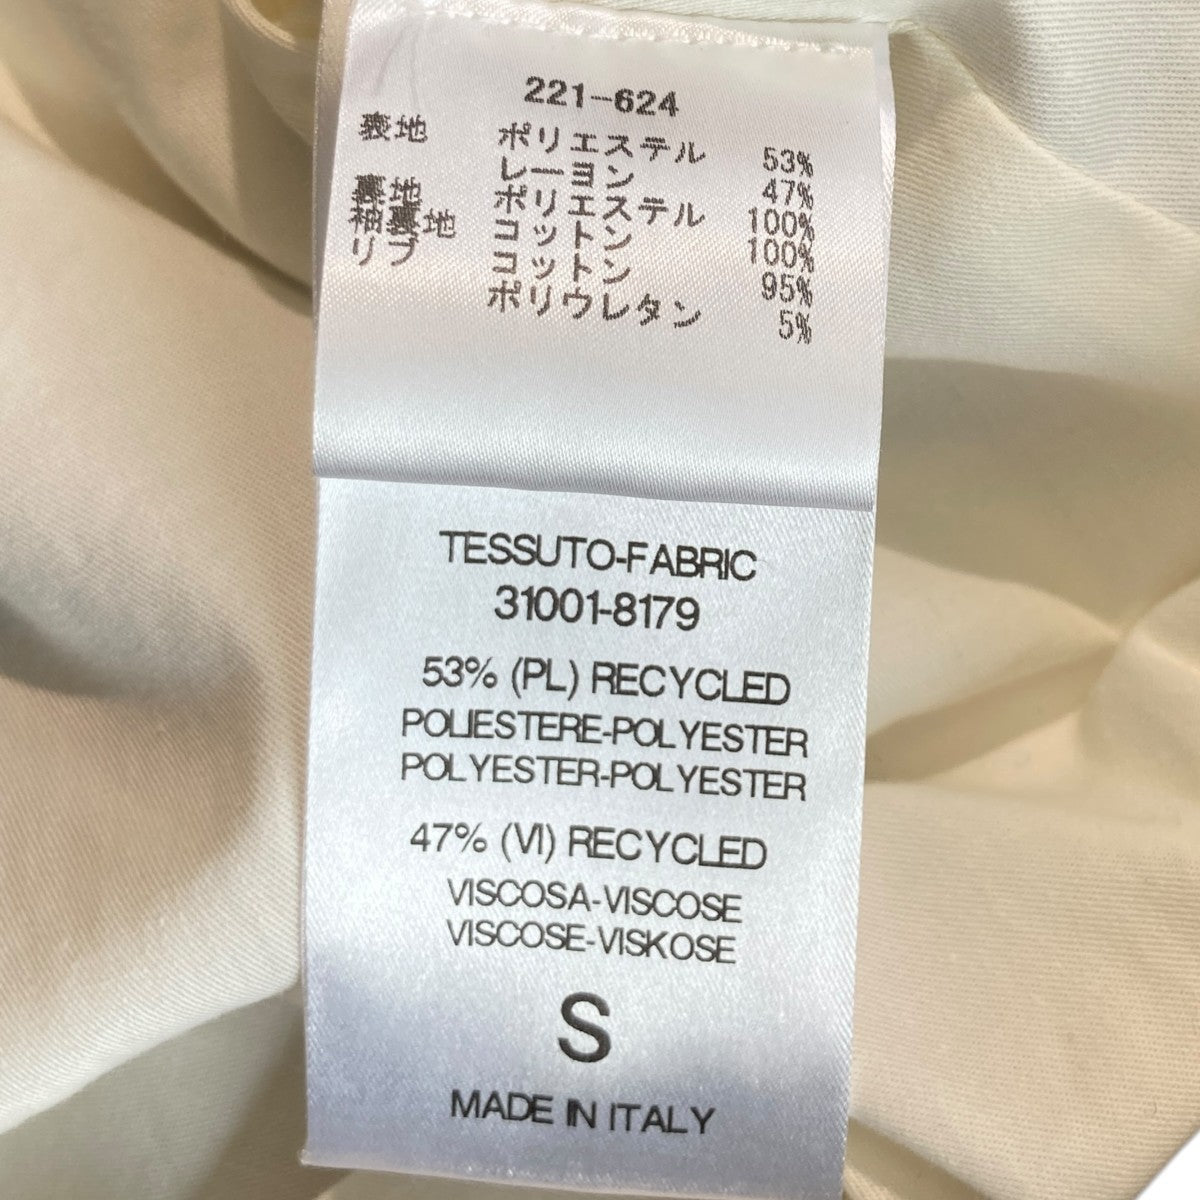 221-624
表地 ポリエステル 53%
レーヨン 47%
裏地 ポリエステル 100%
袖裏地 コットン 100%
リブ コットン 95%
ポリウレタン 5%
TESSUTO-FABRIC
31001-8179
53% (PL) RECYCLED
POLIESTERE-POLYESTER
POLYESTER-POLYESTER
47% (VI) RECYCLED
VISCOSA-VISCOSE
VISCOSE-VISKOSE
S
MADE IN ITALY